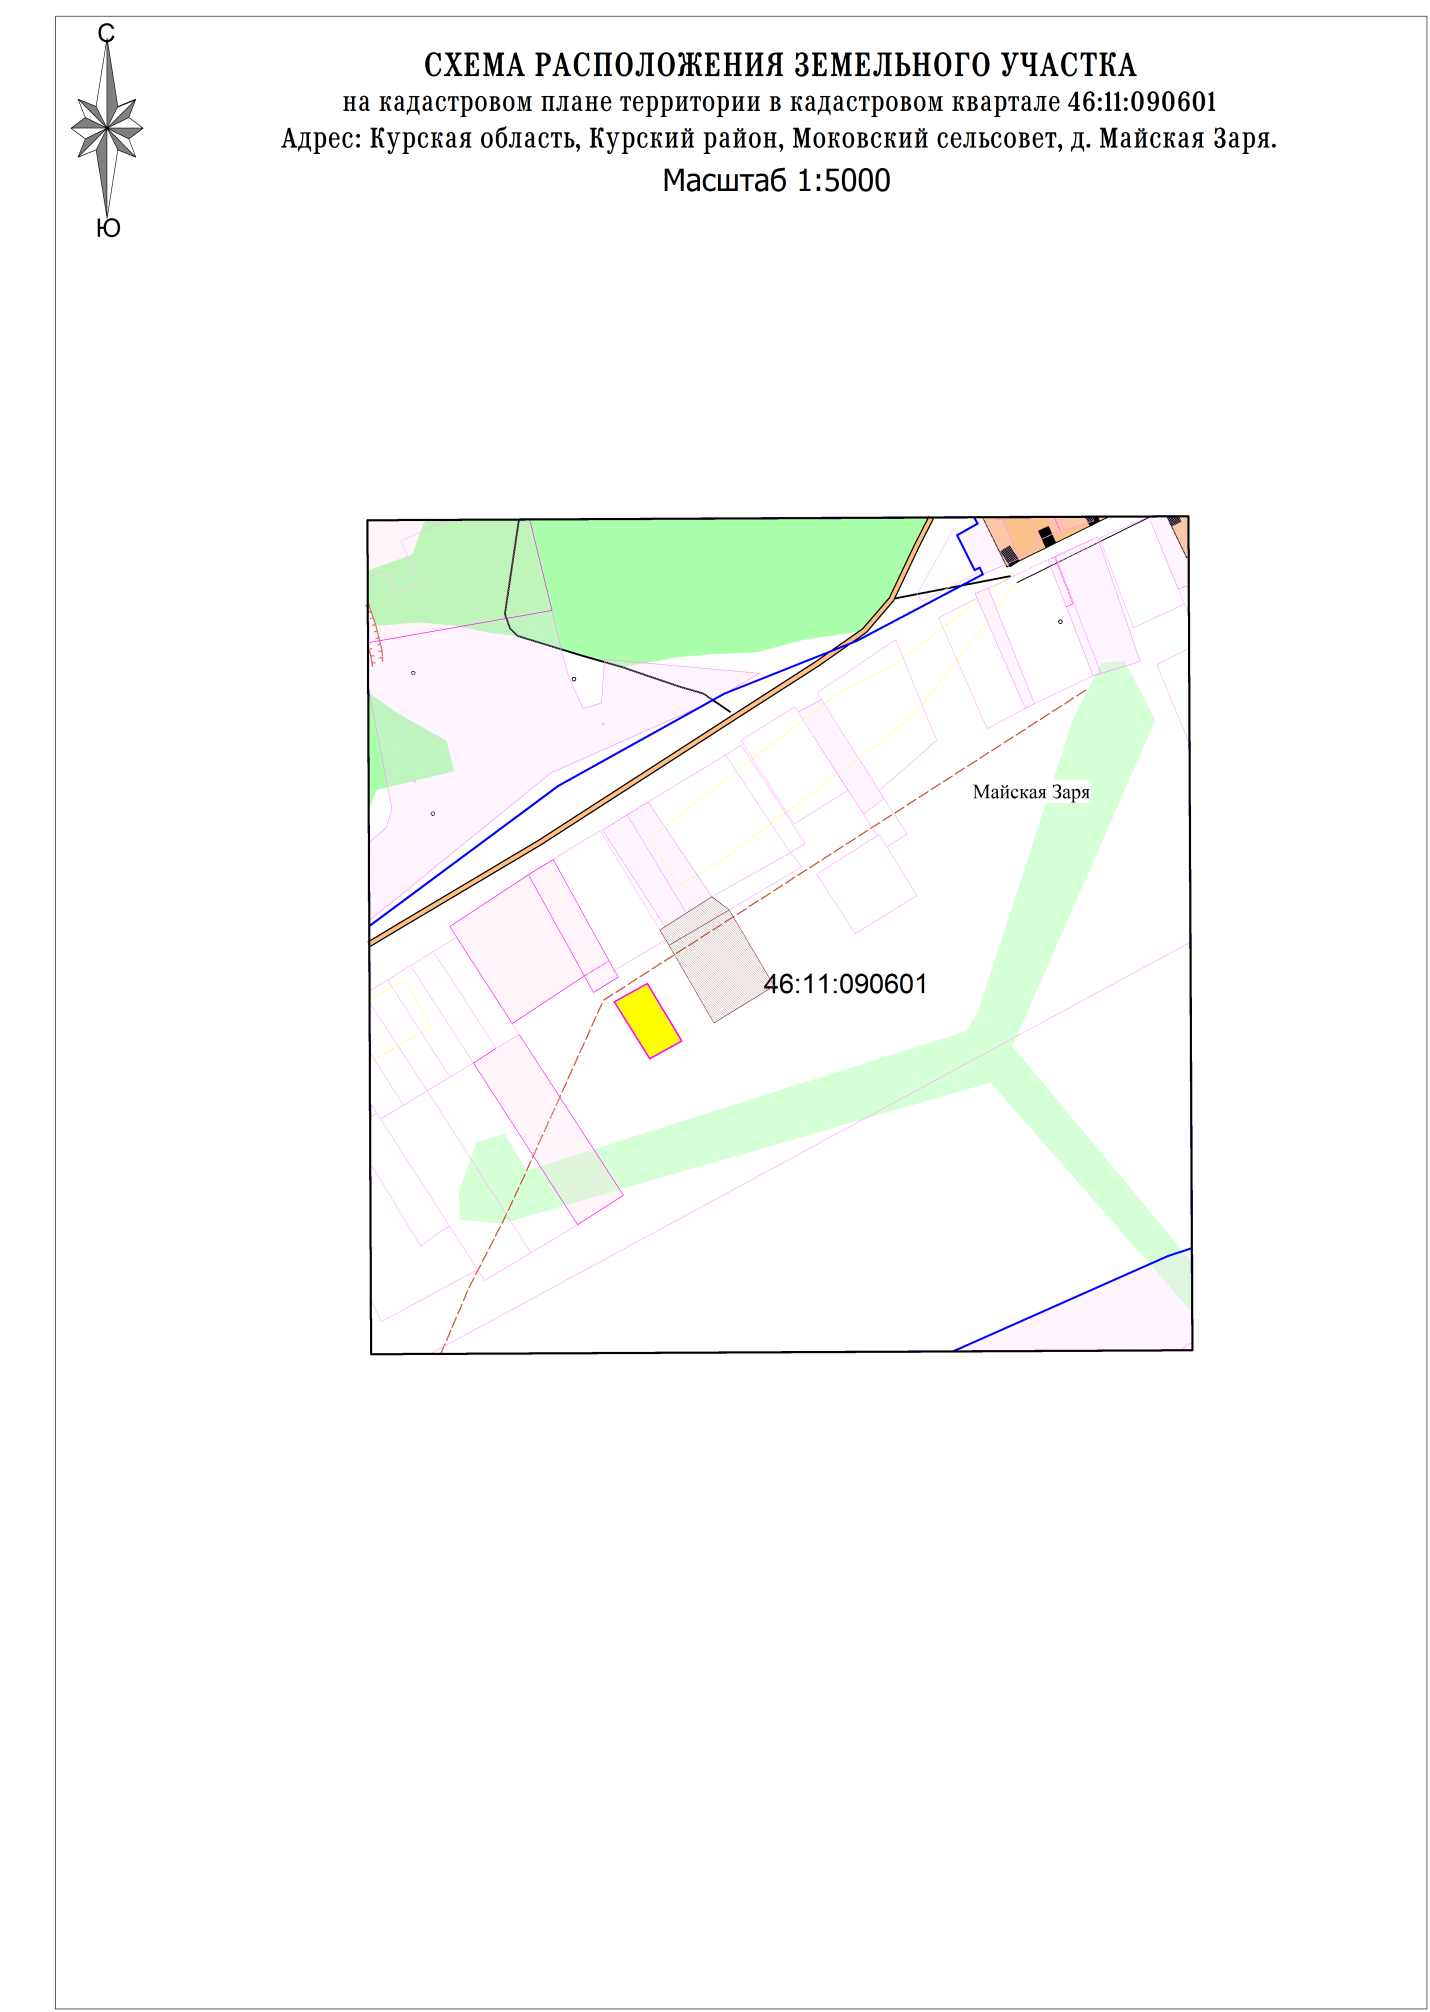 С
СХЕМА РАСПОЛОЖЕНИЯ ЗЕМЕЛЬНОГО УЧАСТКА
на кадастровом плане территории в кадастровом квартале 46:11:090601
Адрес: Курская область, Курский район, Моковский сельсовет, д. Майская Заря.
Масштаб 1:5000
Ю
Майская Заря
46:11:090601